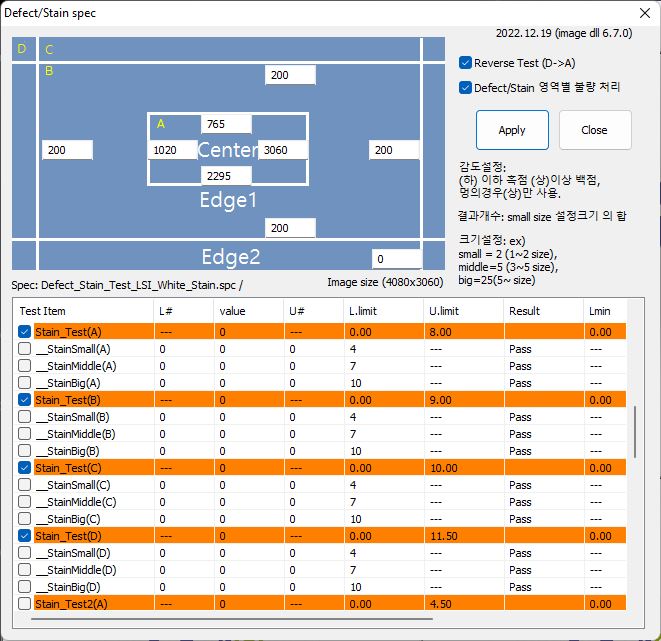 Defect/Stain spec
2022.12.19 (image dll 6.7.0)
D C
B
200
Reverse Test (D->A)
Defect/Stain 영역별 불량 처리
A 765
200 1020 Center 3060 200
2295
Edge1
Apply Close
200
Edge2
0
감도설정:
(하) 이하 흑점 (상)이상 백점,
멍의경우(상)만 사용.
결과개수: small size 설정크기 의 합
크기설정: ex)
small = 2 (1~2 size),
middle=5 (3~5 size),
big=25(5~ size)
Spec: Defect_Stain_Test_LSI_White_Stain.spc / Image size (4080x3060)
Test Item L# value U# L.limit U.limit Result Lmin
Stain_Test(A) --- 0 --- 0.00 8.00 0.00
__StainSmall(A) 0 0 0 4 --- Pass ---
__StainMiddle(A) 0 0 0 7 --- Pass ---
__StainBig(A) 0 0 0 10 --- Pass ---
Stain_Test(B) --- 0 --- 0.00 9.00 0.00
__StainSmall(B) 0 0 0 4 --- Pass ---
__StainMiddle(B) 0 0 0 7 --- Pass ---
__StainBig(B) 0 0 0 10 --- Pass ---
Stain_Test(C) --- 0 --- 0.00 10.00 0.00
__StainSmall(C) 0 0 0 4 --- Pass ---
__StainMiddle(C) 0 0 0 7 --- Pass ---
__StainBig(C) 0 0 0 10 --- Pass ---
Stain_Test(D) --- 0 --- 0.00 11.50 0.00
__StainSmall(D) 0 0 0 4 --- Pass ---
__StainMiddle(D) 0 0 0 7 --- Pass ---
__StainBig(D) 0 0 0 10 --- Pass ---
Stain_Test2(A) --- 0 --- 0.00 4.50 0.00